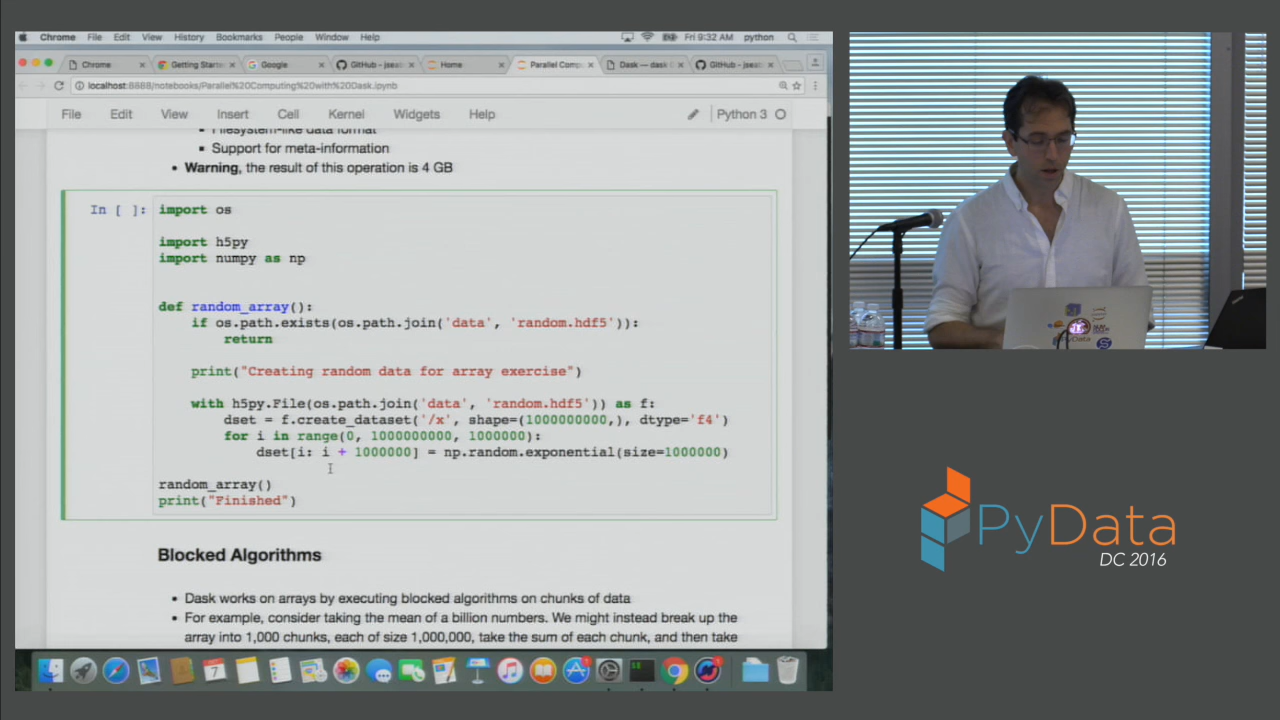 Chrome File Edit View History Bookmarks People Window Help
Fri 9:32 AM python
Chrome Getting Starte Google GitHub - jseab Home Parallel Comp Dask — dask GitHub - jseab
localhost:8888/notebooks/Parallel%20Computing%20with%20Dask.ipynb
File Edit View Insert Cell Kernel Widgets Help Python 3
Filesystem-like data format
Support for meta-information
Warning, the result of this operation is 4 GB
In [ ]: import os
import h5py
import numpy as np
def random_array():
if os.path.exists(os.path.join('data', 'random.hdf5')):
return
print("Creating random data for array exercise")
with h5py.File(os.path.join('data', 'random.hdf5')) as f:
dset = f.create_dataset('/x', shape=(1000000000,), dtype='f4')
for i in range(0, 1000000000, 1000000):
dset[i: i + 1000000] = np.random.exponential(size=1000000)
random_array()
print("Finished")
Blocked Algorithms
Dask works on arrays by executing blocked algorithms on chunks of data
For example, consider taking the mean of a billion numbers. We might instead break up the
array into 1,000 chunks, each of size 1,000,000, take the sum of each chunk, and then take
7
PyData
PyData
DC 2016